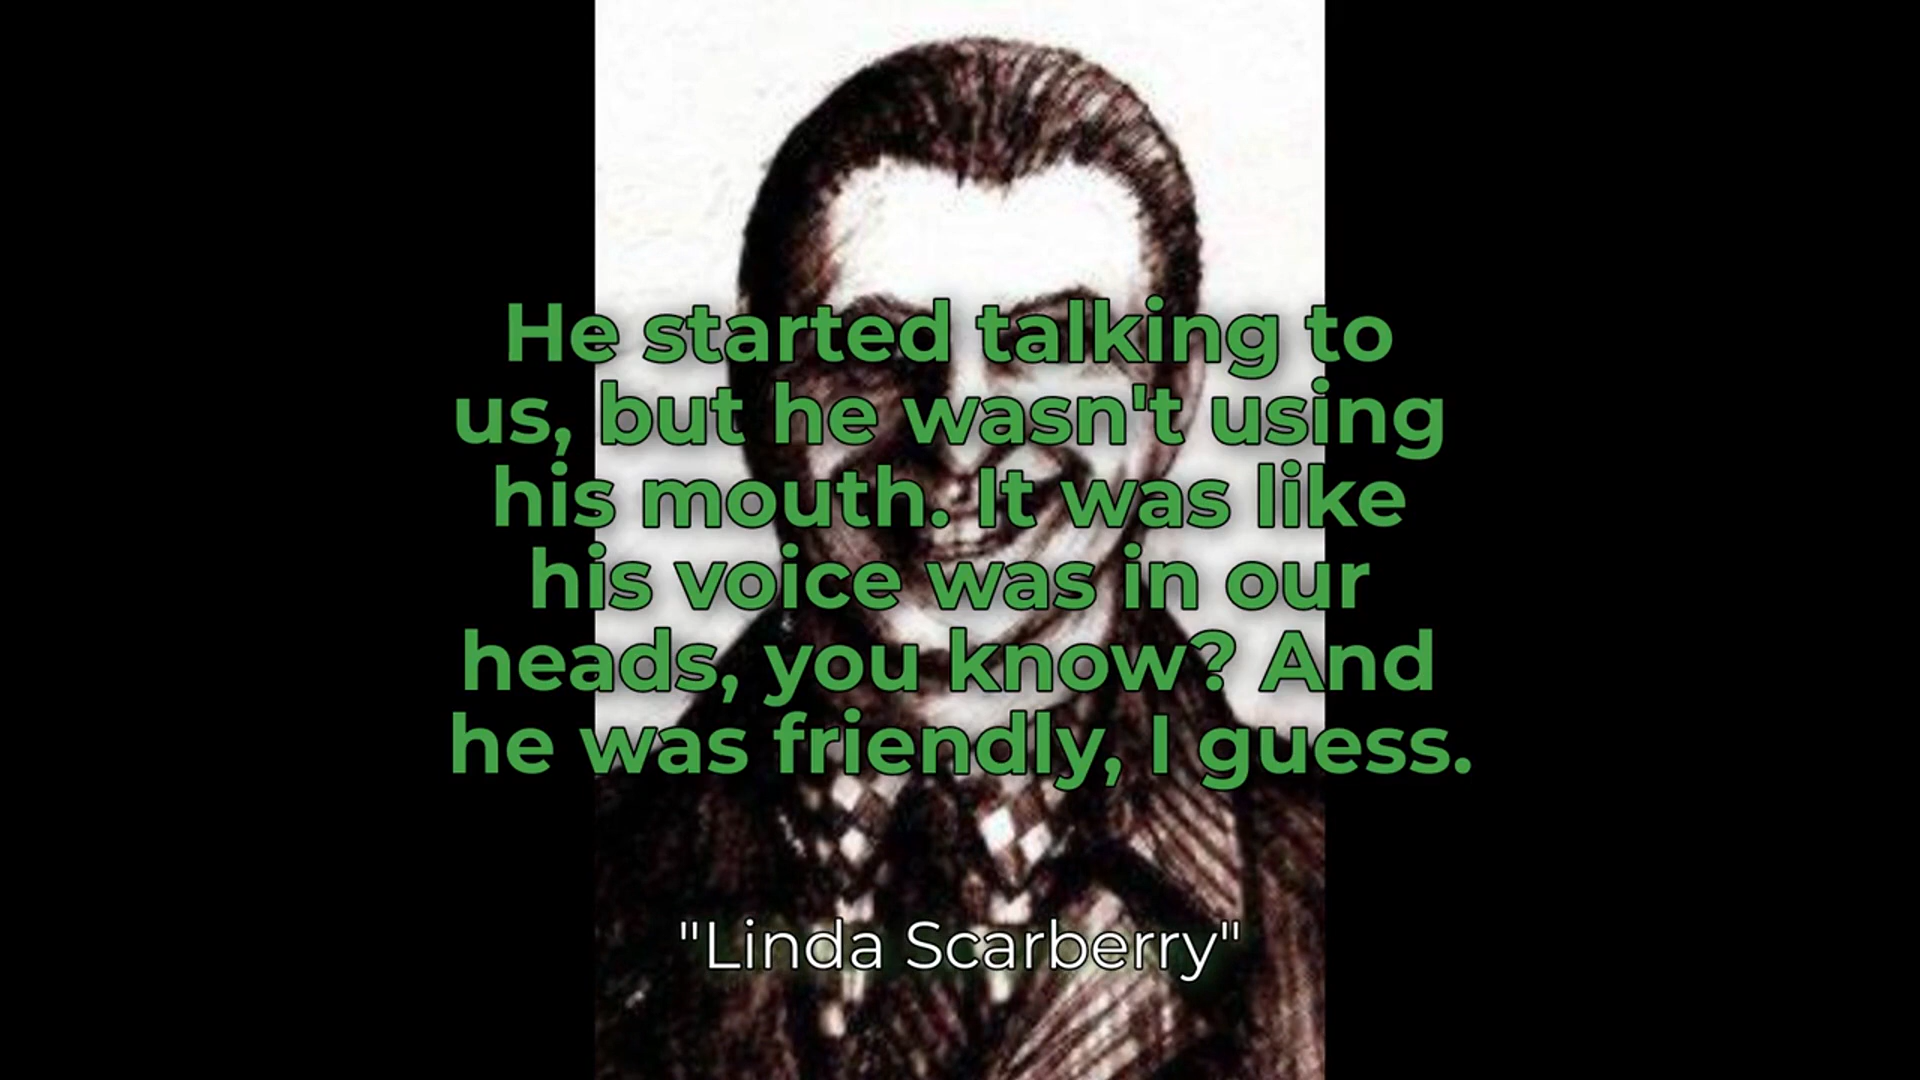 He started talking to
us, but he wasn't using
his mouth. It was like
his voice was in our
heads, you know? And
he was friendly, I guess.
"Linda Scarberry"